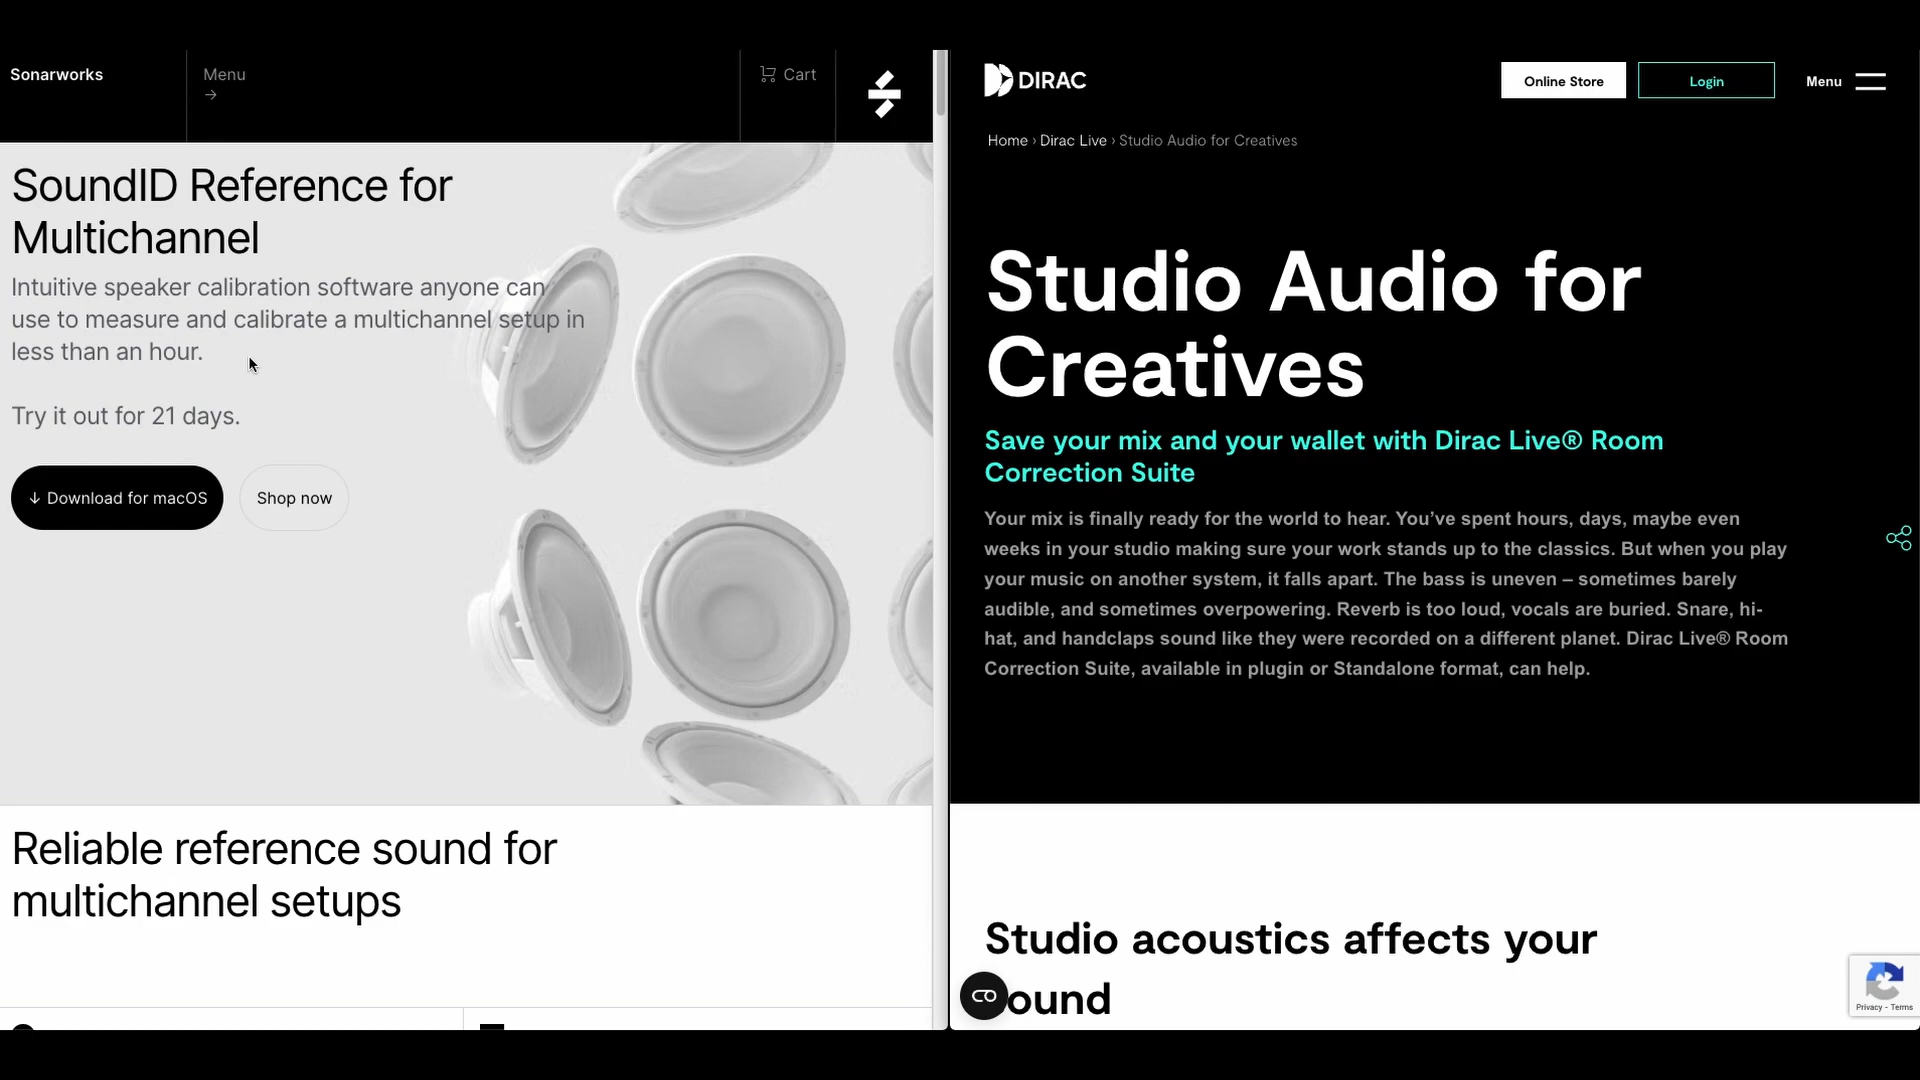 Sonarworks
Menu
→
Cart
SoundID Reference for
Multichannel
Intuitive speaker calibration software anyone can
use to measure and calibrate a multichannel setup in
less than an hour.
Try it out for 21 days.
↓ Download for macOS
Shop now
Reliable reference sound for
multichannel setups
DIRAC
Online Store
Login
Menu
Home › Dirac Live › Studio Audio for Creatives
Studio Audio for
Creatives
Save your mix and your wallet with Dirac Live® Room
Correction Suite
Your mix is finally ready for the world to hear. You’ve spent hours, days, maybe even
weeks in your studio making sure your work stands up to the classics. But when you play
your music on another system, it falls apart. The bass is uneven – sometimes barely
audible, and sometimes overpowering. Reverb is too loud, vocals are buried. Snare, hi-
hat, and handclaps sound like they were recorded on a different planet. Dirac Live® Room
Correction Suite, available in plugin or Standalone format, can help.
Studio acoustics affects your
ound
Privacy - Terms